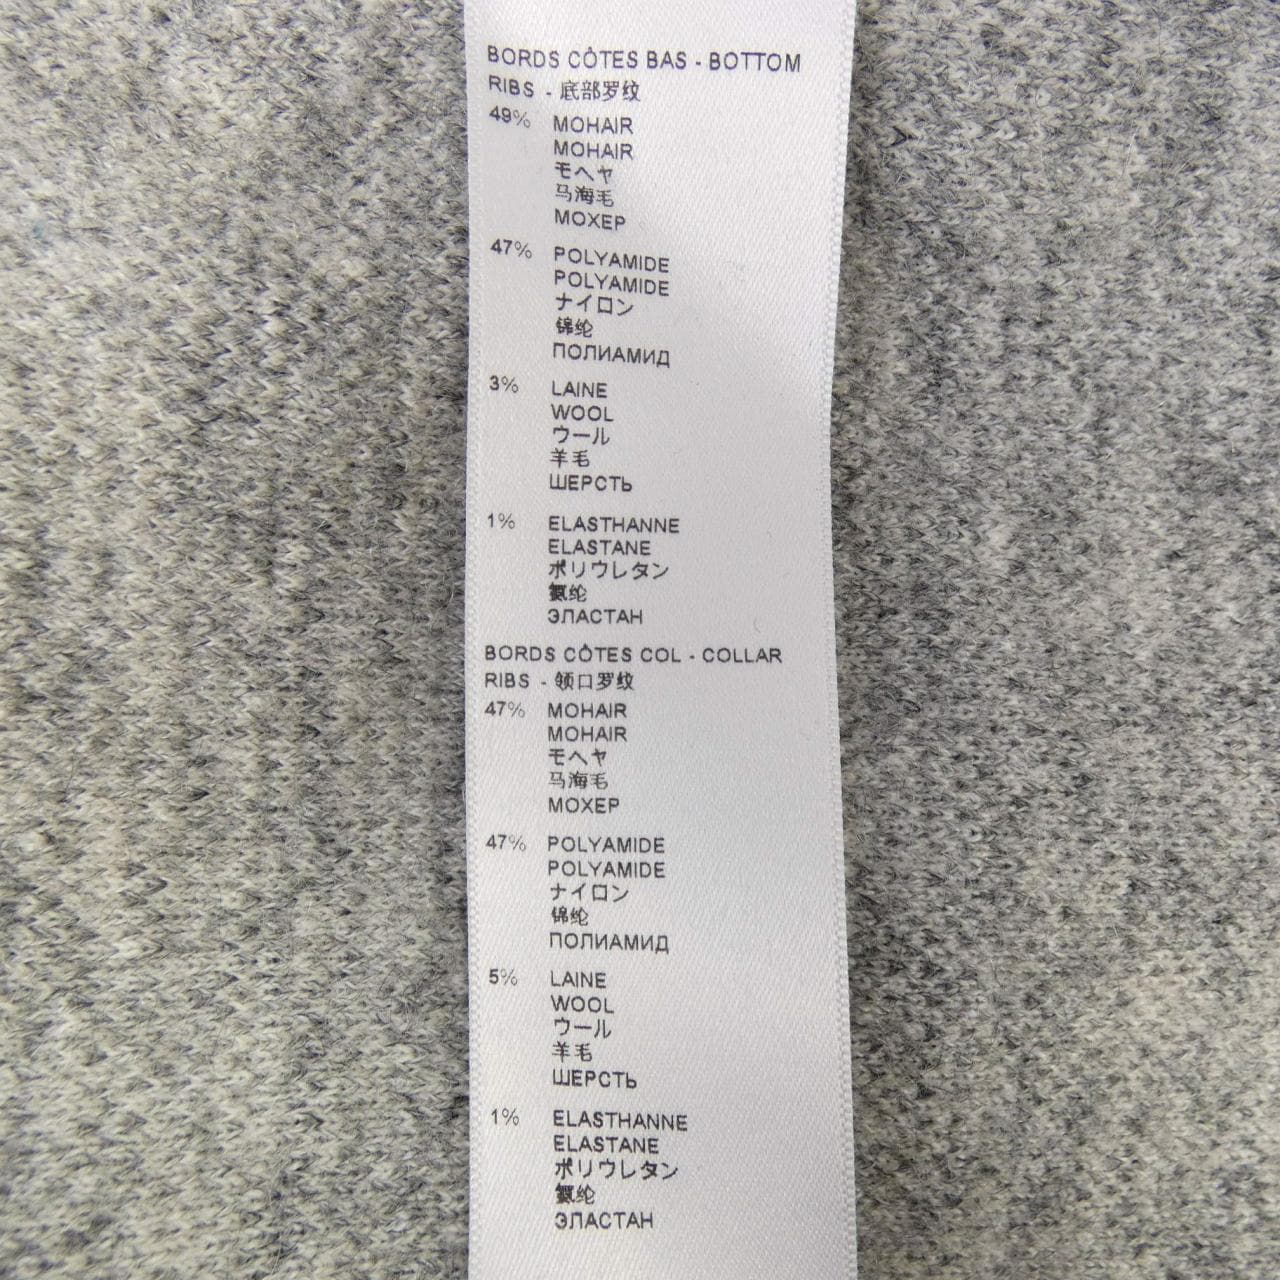 BORDS CÔTES BAS - BOTTOM
RIBS - 底部罗纹
49% MOHAIR
MOHAIR
モヘヤ
马海毛
МОХЕР
47% POLYAMIDE
POLYAMIDE
ナイロン
锦纶
ПОЛИАМИД
3% LAINE
WOOL
ウール
羊毛
ШЕРСТЬ
1% ELASTHANNE
ELASTANE
ポリウレタン
氨纶
ЭЛАСТАН
BORDS CÔTES COL - COLLAR
RIBS - 领口罗纹
47% MOHAIR
MOHAIR
モヘヤ
马海毛
МОХЕР
47% POLYAMIDE
POLYAMIDE
ナイロン
锦纶
ПОЛИАМИД
5% LAINE
WOOL
ウール
羊毛
ШЕРСТЬ
1% ELASTHANNE
ELASTANE
ポリウレタン
氨纶
ЭЛАСТАН